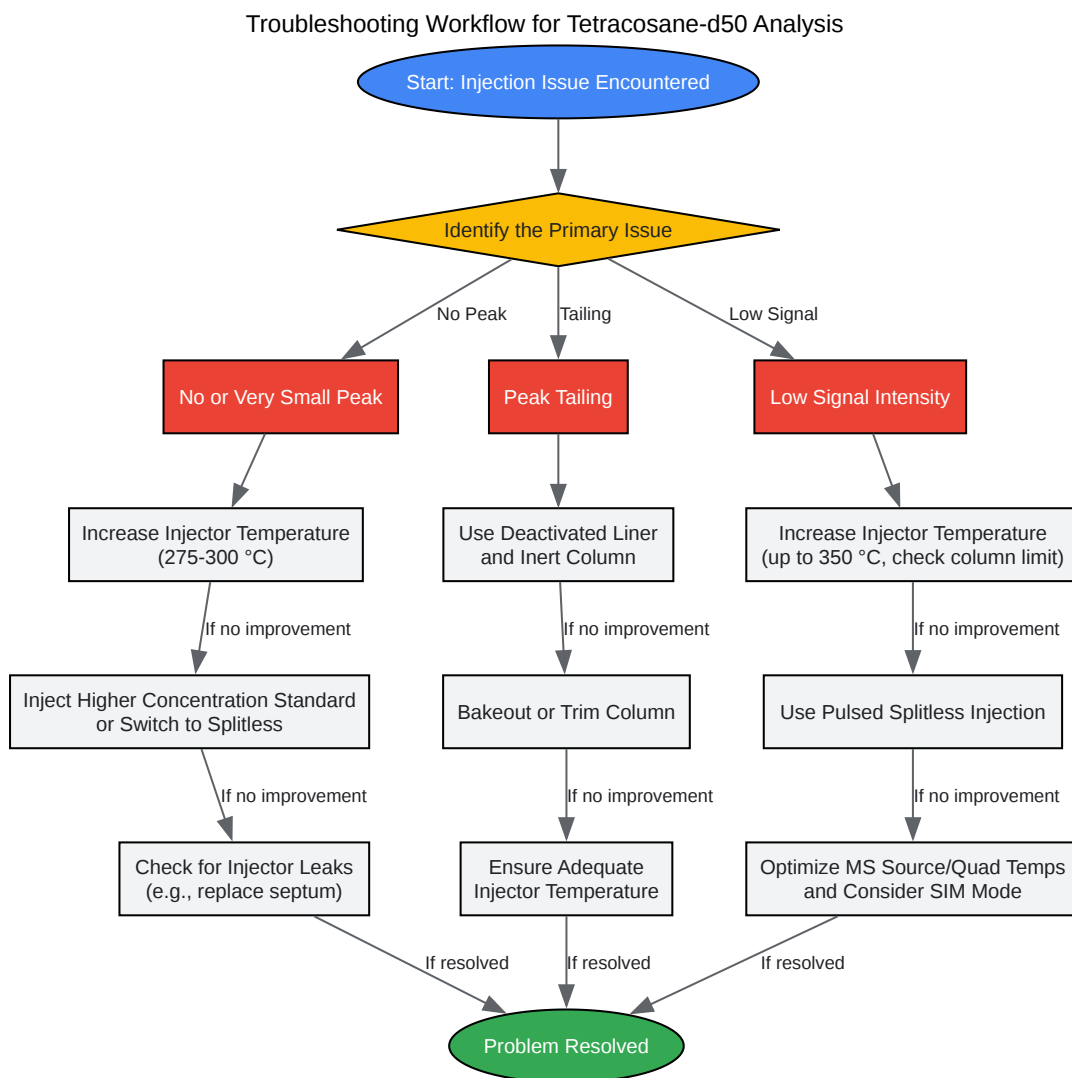 Troubleshooting Workflow for Tetracosane-d50 Analysis
Start: Injection Issue Encountered
Identify the Primary Issue
No Peak
Tailing
Low Signal
No or Very Small Peak
Peak Tailing
Low Signal Intensity
Increase Injector Temperature
(275-300 °C)
Use Deactivated Liner
and Inert Column
Increase Injector Temperature
(up to 350 °C, check column limit)
If no improvement
If no improvement
If no improvement
Inject Higher Concentration Standard
or Switch to Splitless
Bakeout or Trim Column
Use Pulsed Splitless Injection
If no improvement
If no improvement
If no improvement
Check for Injector Leaks
(e.g., replace septum)
Ensure Adequate
Injector Temperature
Optimize MS Source/Quad Temps
and Consider SIM Mode
If resolved
If resolved
If resolved
Problem Resolved